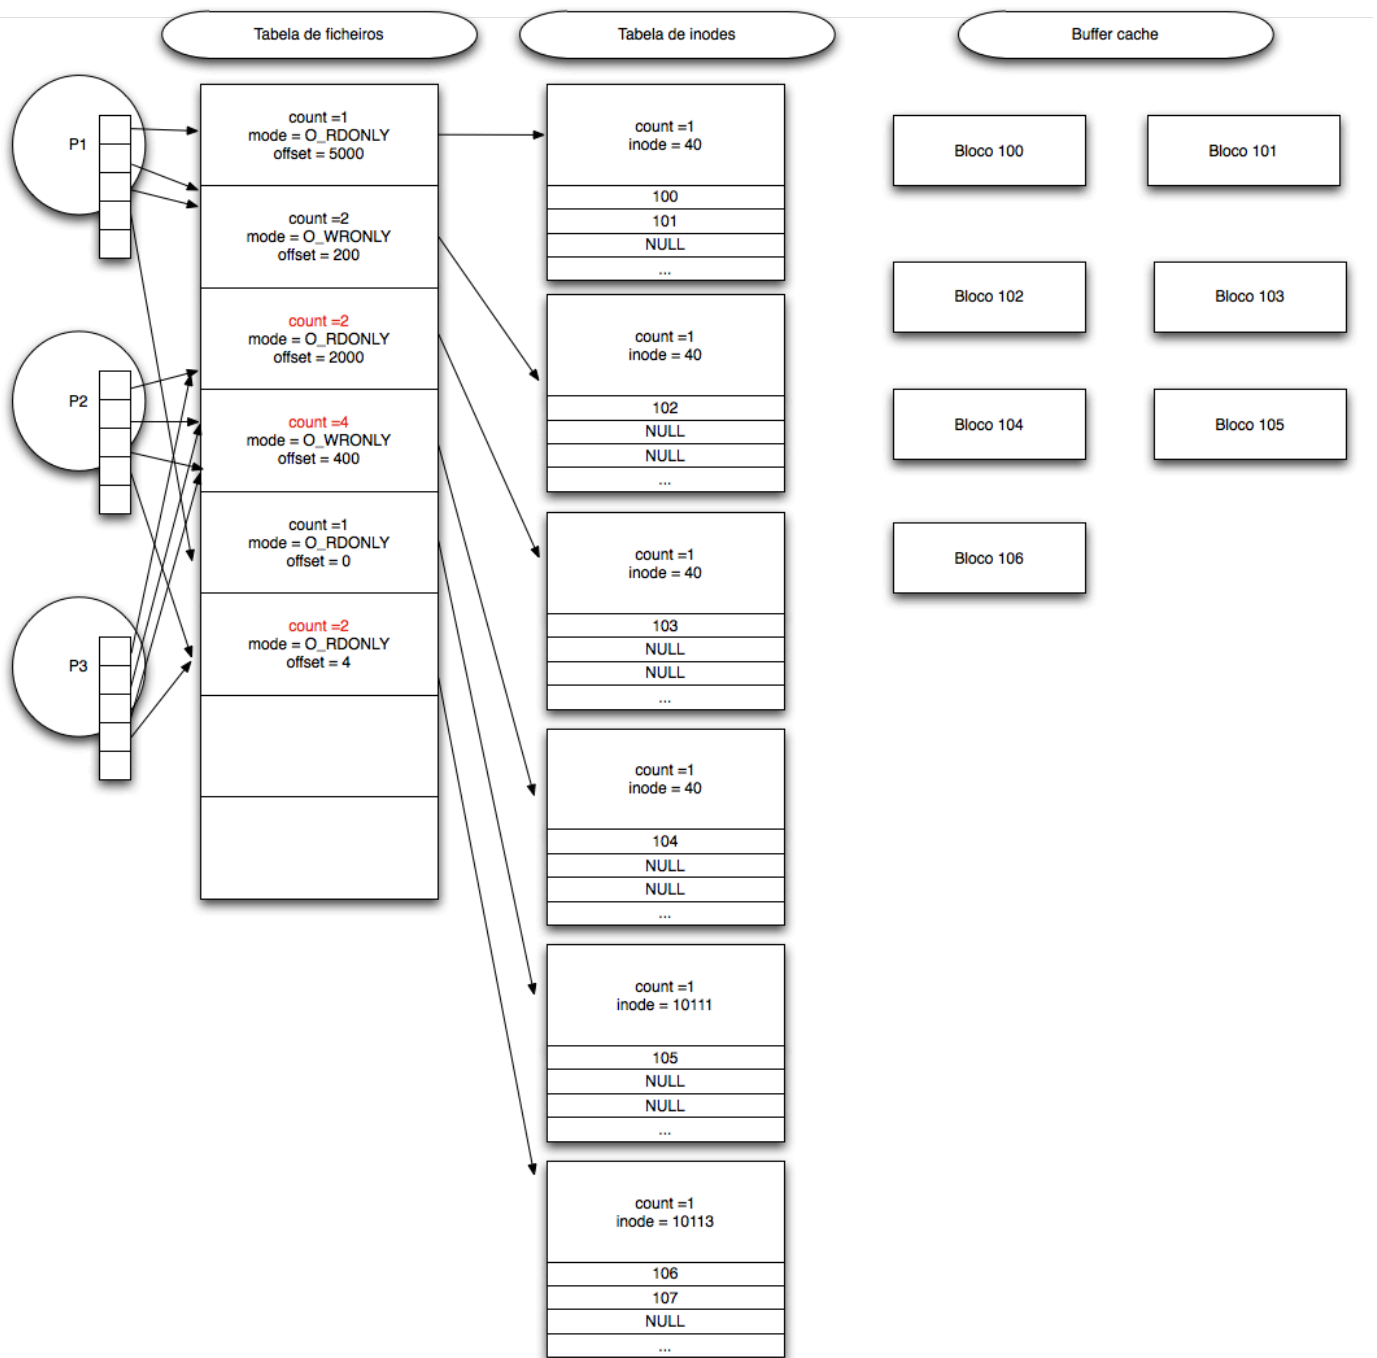 Tabela de ficheiros
Tabela de inodes
Buffer cache
P1
P2
P3
count =1
mode = O_RDONLY
offset = 5000
count =2
mode = O_WRONLY
offset = 200
count =2
mode = O_RDONLY
offset = 2000
count =4
mode = O_WRONLY
offset = 400
count =1
mode = O_RDONLY
offset = 0
count =2
mode = O_RDONLY
offset = 4
count =1
inode = 40
100
101
NULL
...
count =1
inode = 40
102
NULL
NULL
...
count =1
inode = 40
103
NULL
NULL
...
count =1
inode = 40
104
NULL
NULL
...
count =1
inode = 10111
105
NULL
NULL
...
count =1
inode = 10113
106
107
NULL
...
Bloco 100
Bloco 101
Bloco 102
Bloco 103
Bloco 104
Bloco 105
Bloco 106